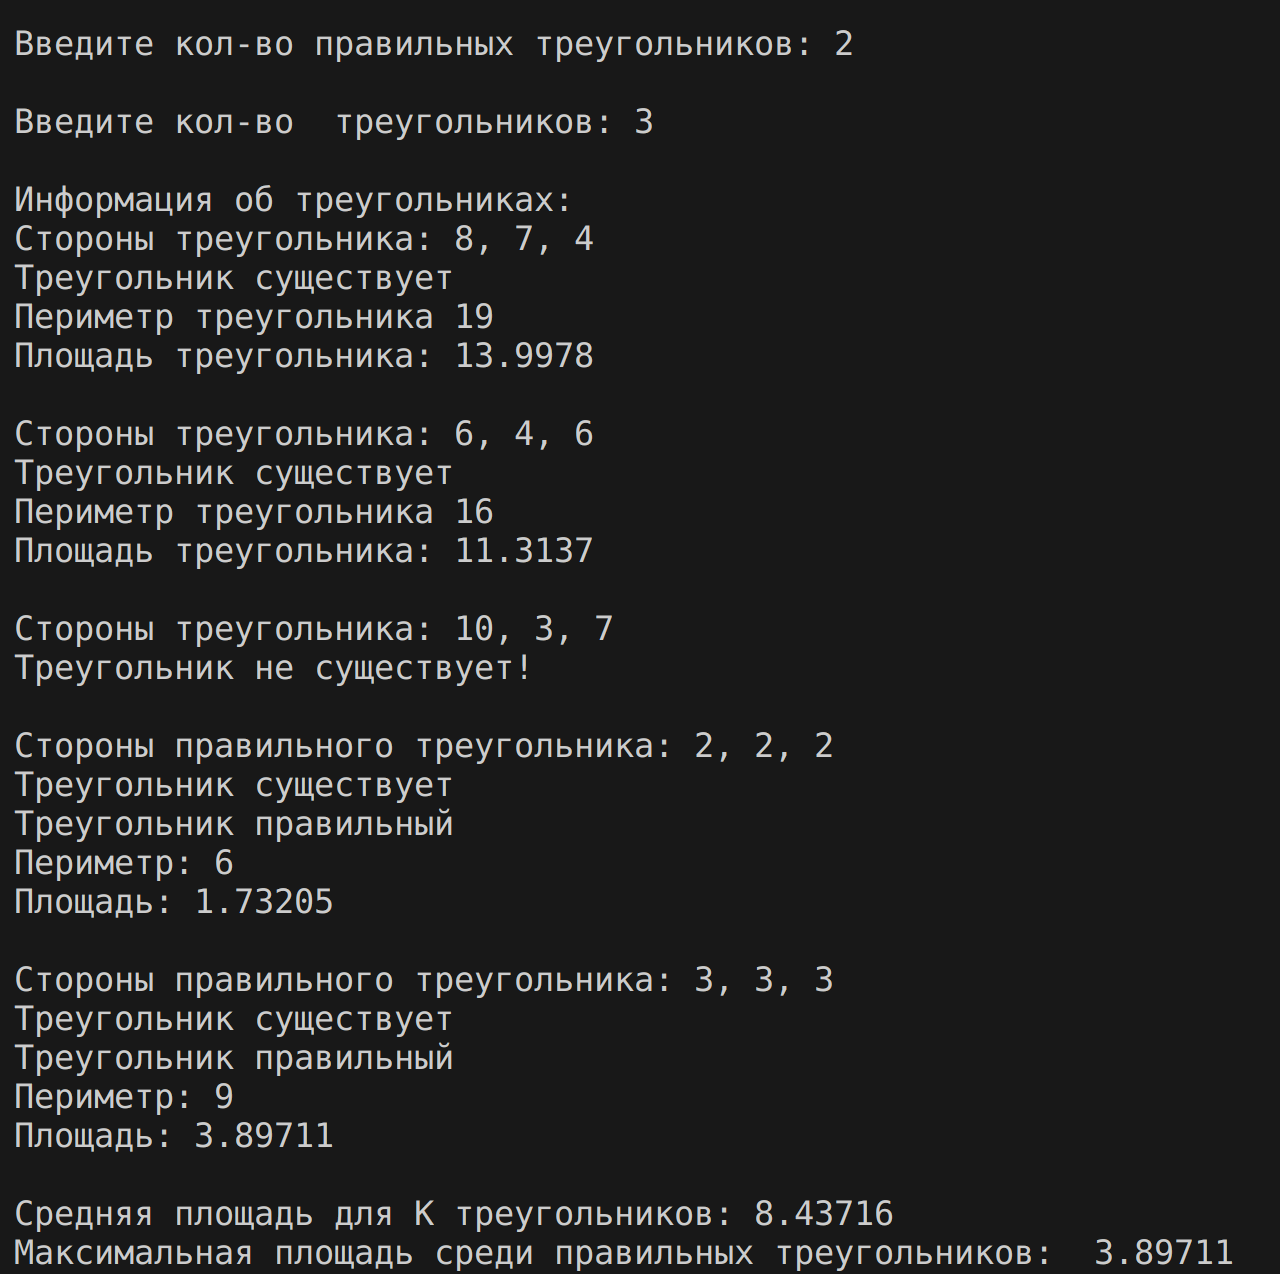 Введите кол-во правильных треугольников: 2
Введите кол-во  треугольников: 3
Информация об треугольниках:
Стороны треугольника: 8, 7, 4
Треугольник существует
Периметр треугольника 19
Площадь треугольника: 13.9978
Стороны треугольника: 6, 4, 6
Треугольник существует
Периметр треугольника 16
Площадь треугольника: 11.3137
Стороны треугольника: 10, 3, 7
Треугольник не существует!
Стороны правильного треугольника: 2, 2, 2
Треугольник существует
Треугольник правильный
Периметр: 6
Площадь: 1.73205
Стороны правильного треугольника: 3, 3, 3
Треугольник существует
Треугольник правильный
Периметр: 9
Площадь: 3.89711
Средняя площадь для К треугольников: 8.43716
Максимальная площадь среди правильных треугольников:  3.89711